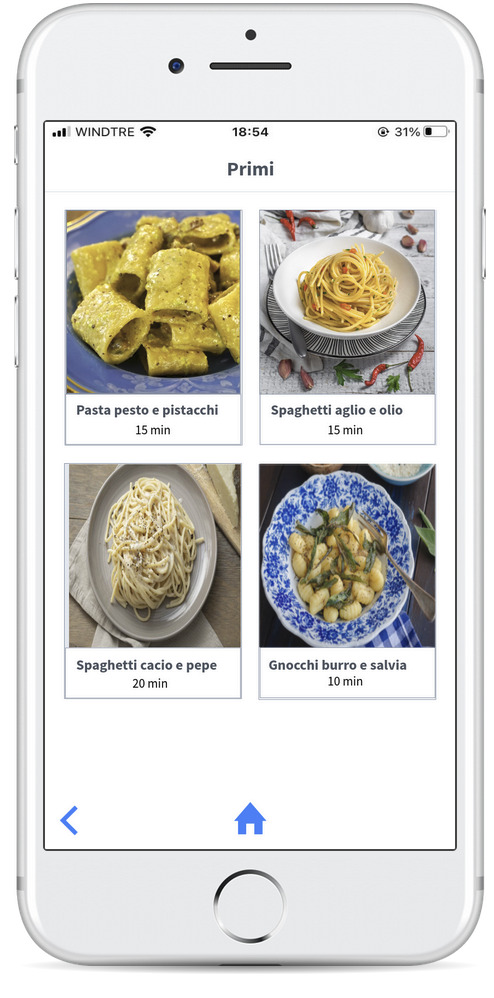 WINDTRE 18:54 31%
Primi
Pasta pesto e pistacchi
15 min
Spaghetti aglio e olio
15 min
Spaghetti cacio e pepe
20 min
Gnocchi burro e salvia
10 min